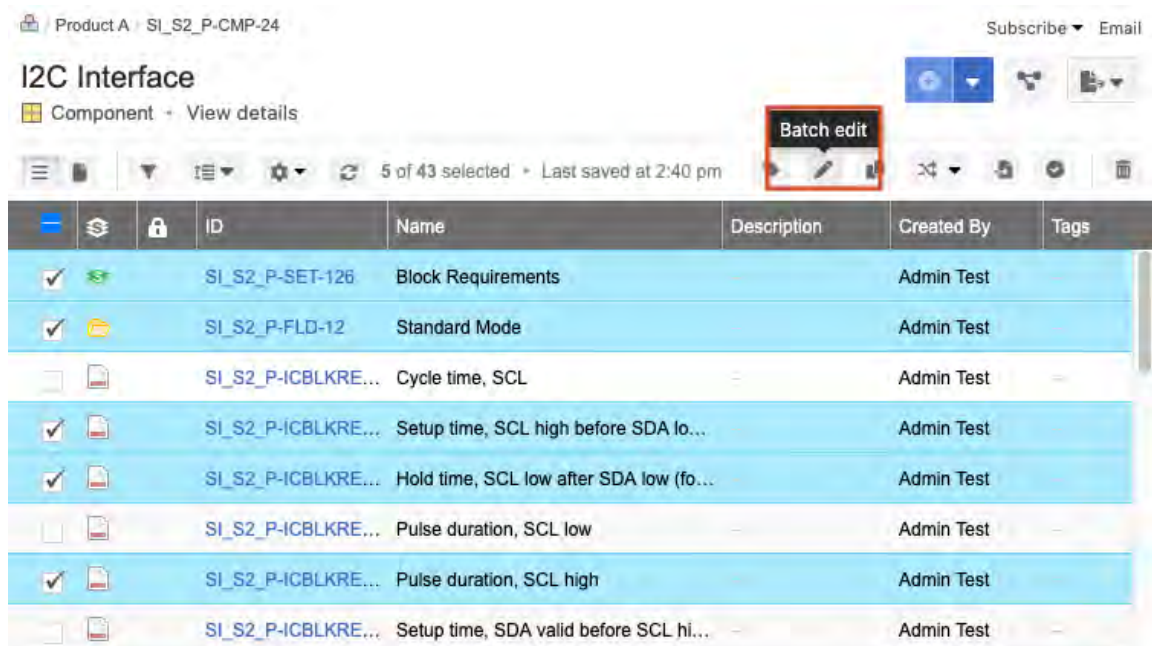 Product A / SI_S2_P-CMP-24
Subscribe Email
I2C Interface
Component • View details
Batch edit
5 of 43 selected • Last saved at 2:40 pm
ID Name Description Created By Tags
SI_S2_P-SET-126 Block Requirements Admin Test
SI_S2_P-FLD-12 Standard Mode Admin Test
SI_S2_P-ICBLKRE... Cycle time, SCL Admin Test
SI_S2_P-ICBLKRE... Setup time, SCL high before SDA lo... Admin Test
SI_S2_P-ICBLKRE... Hold time, SCL low after SDA low (fo... Admin Test
SI_S2_P-ICBLKRE... Pulse duration, SCL low Admin Test
SI_S2_P-ICBLKRE... Pulse duration, SCL high Admin Test
SI_S2_P-ICBLKRE... Setup time, SDA valid before SCL hi... Admin Test